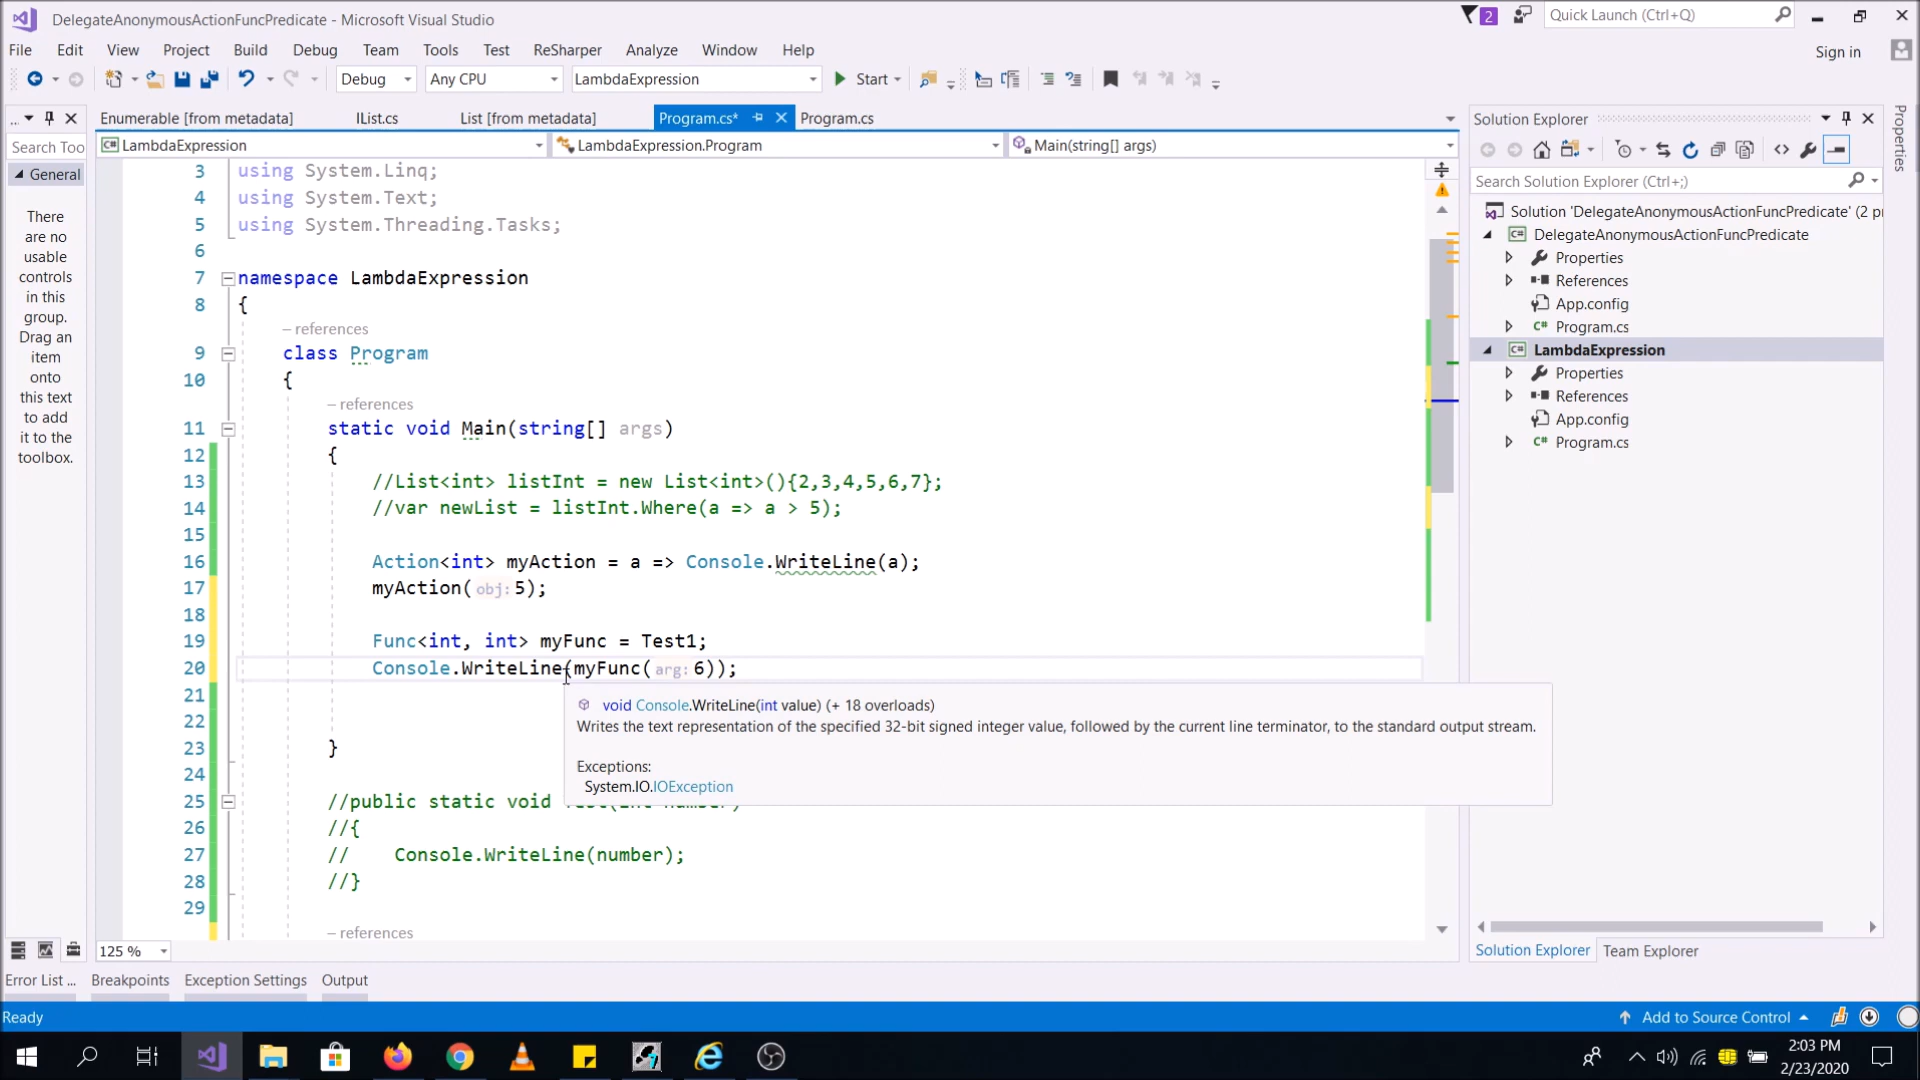 DelegateAnonymousActionFuncPredicate - Microsoft Visual Studio
2
Quick Launch (Ctrl+Q)
File Edit View Project Build Debug Team Tools Test ReSharper Analyze Window Help
Sign in
Debug Any CPU LambdaExpression Start
... Enumerable [from metadata] IList.cs List [from metadata] Program.cs* Program.cs
Solution Explorer
Properties
Search Too
LambdaExpression LambdaExpression.Program Main(string[] args)
General
There
are no
usable
controls
in this
group.
Drag an
item
onto
this text
to add
it to the
toolbox.
3 using System.Linq;
4 using System.Text;
5 using System.Threading.Tasks;
6
7 namespace LambdaExpression
8 {
– references
9 class Program
10 {
– references
11 static void Main(string[] args)
12 {
13 //List<int> listInt = new List<int>(){2,3,4,5,6,7};
14 //var newList = listInt.Where(a => a > 5);
15
16 Action<int> myAction = a => Console.WriteLine(a);
17 myAction(obj: 5);
18
19 Func<int, int> myFunc = Test1;
20 Console.WriteLine(myFunc(arg: 6));
21
22
23 }
24
void Console.WriteLine(int value) (+ 18 overloads)
Writes the text representation of the specified 32-bit signed integer value, followed by the current line terminator, to the standard output stream.
Exceptions:
System.IO.IOException
25 //public static void
26 //{
27 // Console.WriteLine(number);
28 //}
29
– references
125 %
Search Solution Explorer (Ctrl+;)
Solution 'DelegateAnonymousActionFuncPredicate' (2 pr
DelegateAnonymousActionFuncPredicate
Properties
References
App.config
Program.cs
LambdaExpression
Properties
References
App.config
Program.cs
Solution Explorer Team Explorer
Error List ... Breakpoints Exception Settings Output
Ready
Add to Source Control
2:03 PM
2/23/2020